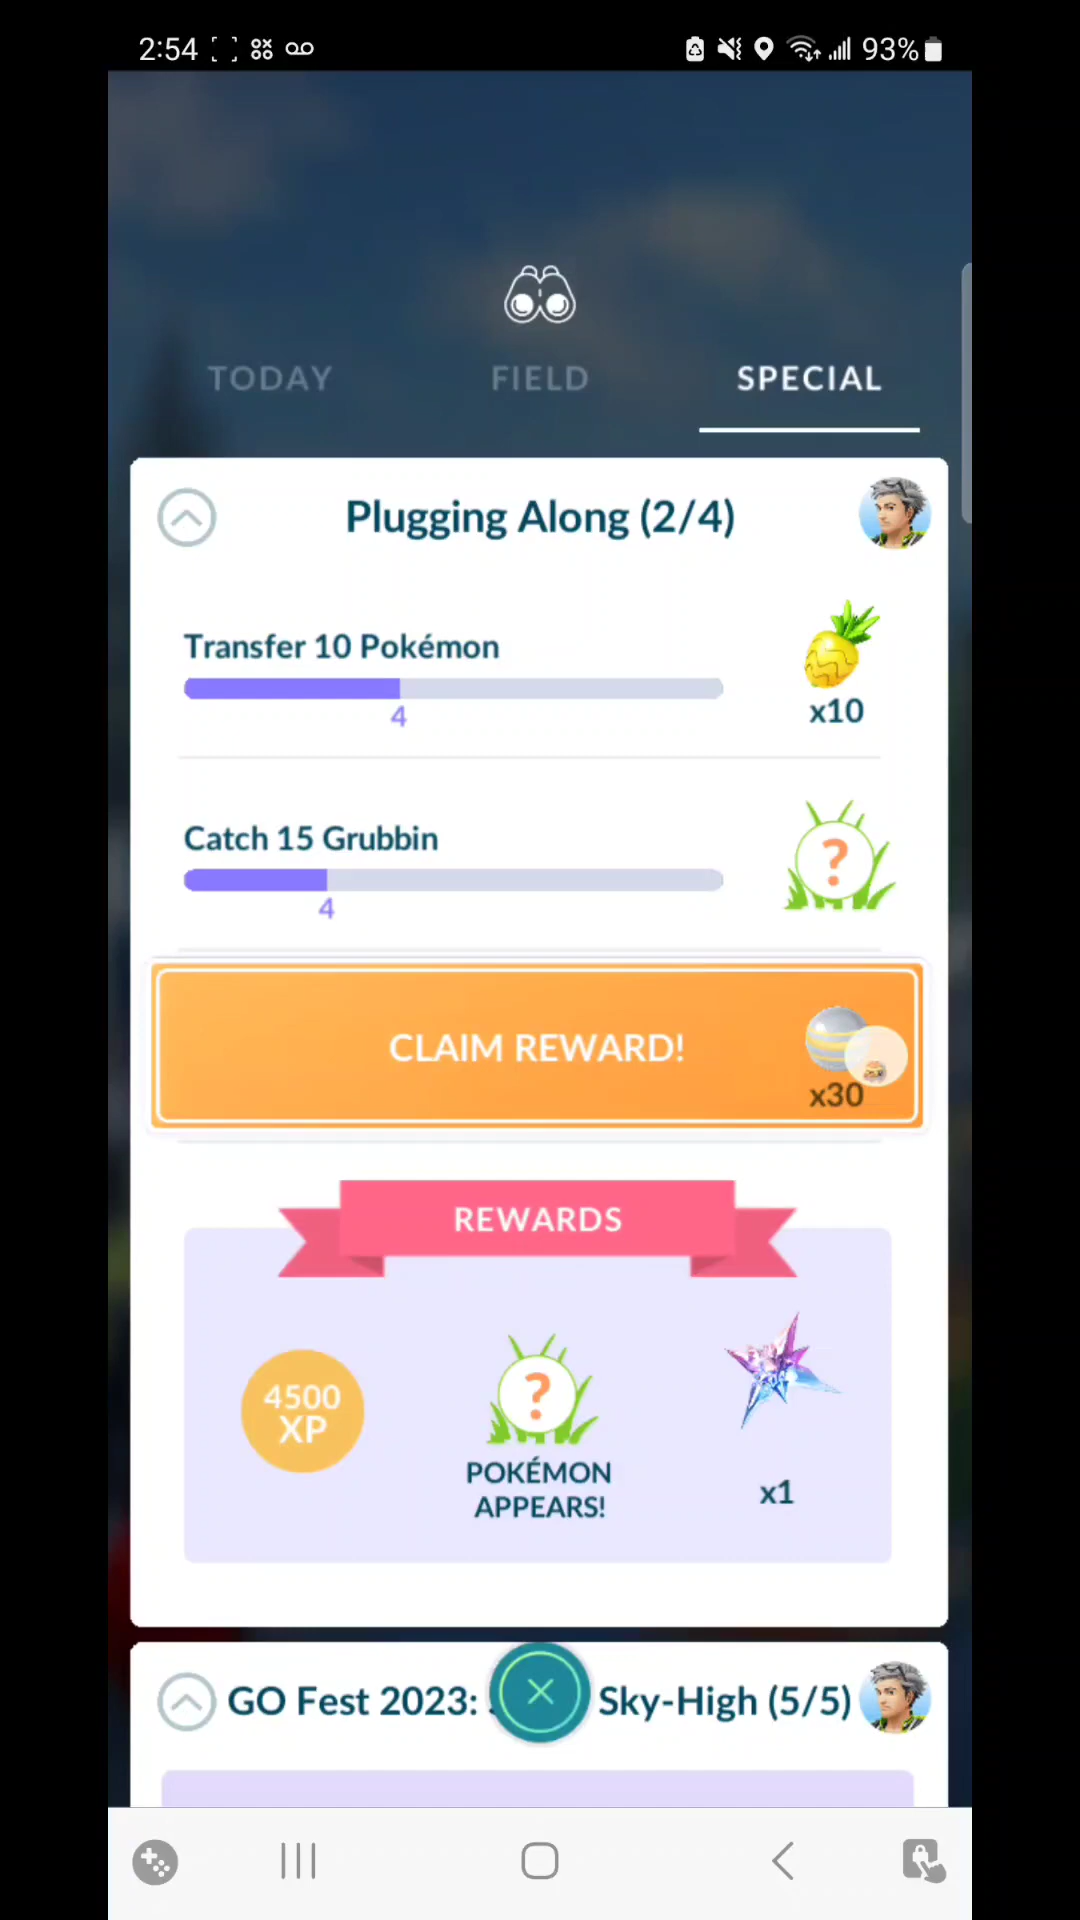 2:54
93%
TODAY
FIELD
SPECIAL
Plugging Along (2/4)
Transfer 10 Pokémon
4
x10
Catch 15 Grubbin
4
?
CLAIM REWARD!
x30
REWARDS
4500
XP
?
POKÉMON
APPEARS!
x1
GO Fest 2023: Sky-High (5/5)